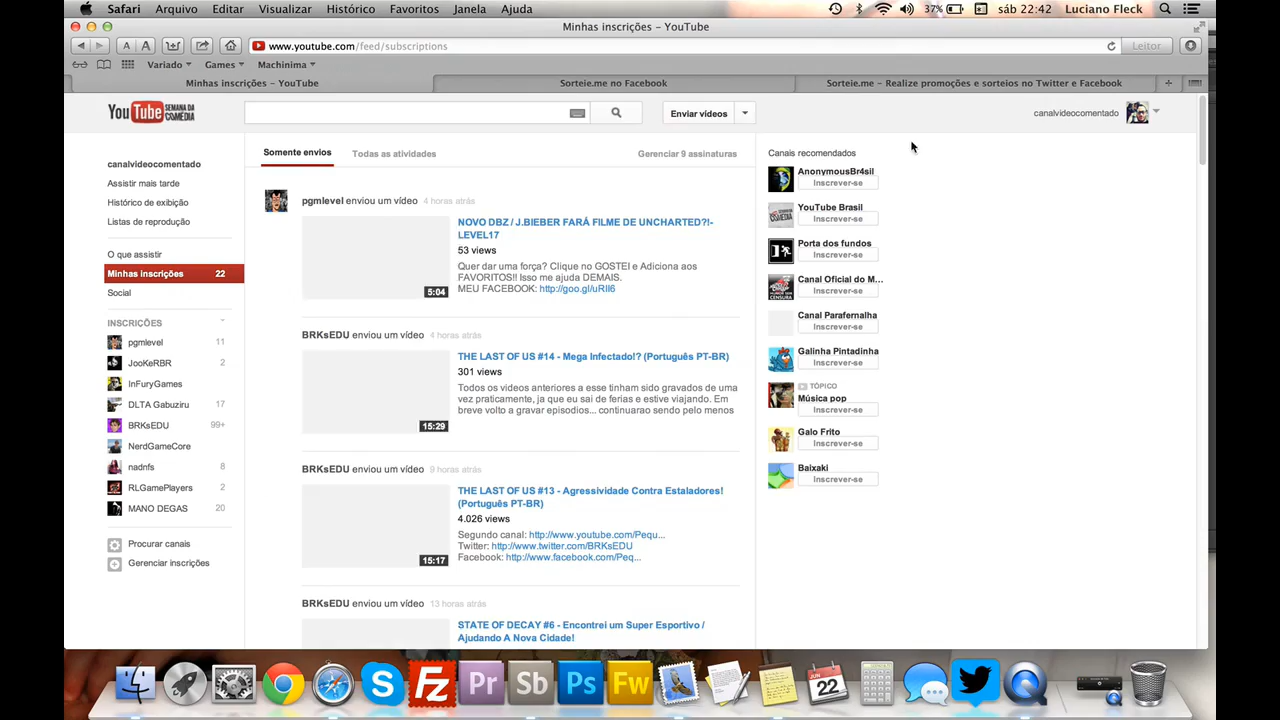 Safari Arquivo Editar Visualizar Histórico Favoritos Janela Ajuda 37% sáb 22:42 Luciano Fleck
Minhas inscrições – YouTube
A A www.youtube.com/feed/subscriptions Leitor
Variado Games Machinima
Minhas inscrições – YouTube Sorteie.me no Facebook Sorteie.me – Realize promoções e sorteios no Twitter e Facebook
YouTube SEMANA DA COMÉDIA Enviar vídeos canalvideocomentado
Somente envios Todas as atividades Gerenciar 9 assinaturas
canalvideocomentado
Assistir mais tarde
Histórico de exibição
Listas de reprodução
O que assistir
Minhas inscrições 22
Social
INSCRIÇÕES
pgmlevel 11
JooKeRBR 2
InFuryGames
DLTA Gabuziru 17
BRKsEDU 99+
NerdGameCore
nadnfs 8
RLGamePlayers 2
MANO DEGAS 20
Procurar canais
Gerenciar inscrições
pgmlevel enviou um vídeo 4 horas atrás
NOVO DBZ / J.BIEBER FARÁ FILME DE UNCHARTED?!-
LEVEL17
53 views
Quer dar uma força? Clique no GOSTEI e Adiciona aos
FAVORITOS!! Isso me ajuda DEMAIS.
MEU FACEBOOK: http://goo.gl/uRII6
5:04
BRKsEDU enviou um vídeo 4 horas atrás
THE LAST OF US #14 - Mega Infectado!? (Português PT-BR)
301 views
Todos os videos anteriores a esse tinham sido gravados de uma
vez praticamente, ja que eu sai de ferias e estive viajando. Em
breve volto a gravar episodios... continuarao sendo pelo menos
15:29
BRKsEDU enviou um vídeo 9 horas atrás
THE LAST OF US #13 - Agressividade Contra Estaladores!
(Português PT-BR)
4.026 views
Segundo canal: http://www.youtube.com/Pequ...
Twitter: http://www.twitter.com/BRKsEDU
Facebook: http://www.facebook.com/Peq...
15:17
BRKsEDU enviou um vídeo 13 horas atrás
STATE OF DECAY #6 - Encontrei um Super Esportivo /
Ajudando A Nova Cidade!
Canais recomendados
AnonymousBr4sil
Inscrever-se
YouTube Brasil
Inscrever-se
Porta dos fundos
Inscrever-se
Canal Oficial do M...
Inscrever-se
Canal Parafernalha
Inscrever-se
Galinha Pintadinha
Inscrever-se
TÓPICO
Música pop
Inscrever-se
Galo Frito
Inscrever-se
Baixaki
Inscrever-se
S FZ Pr Sb Ps Fw JUN 22